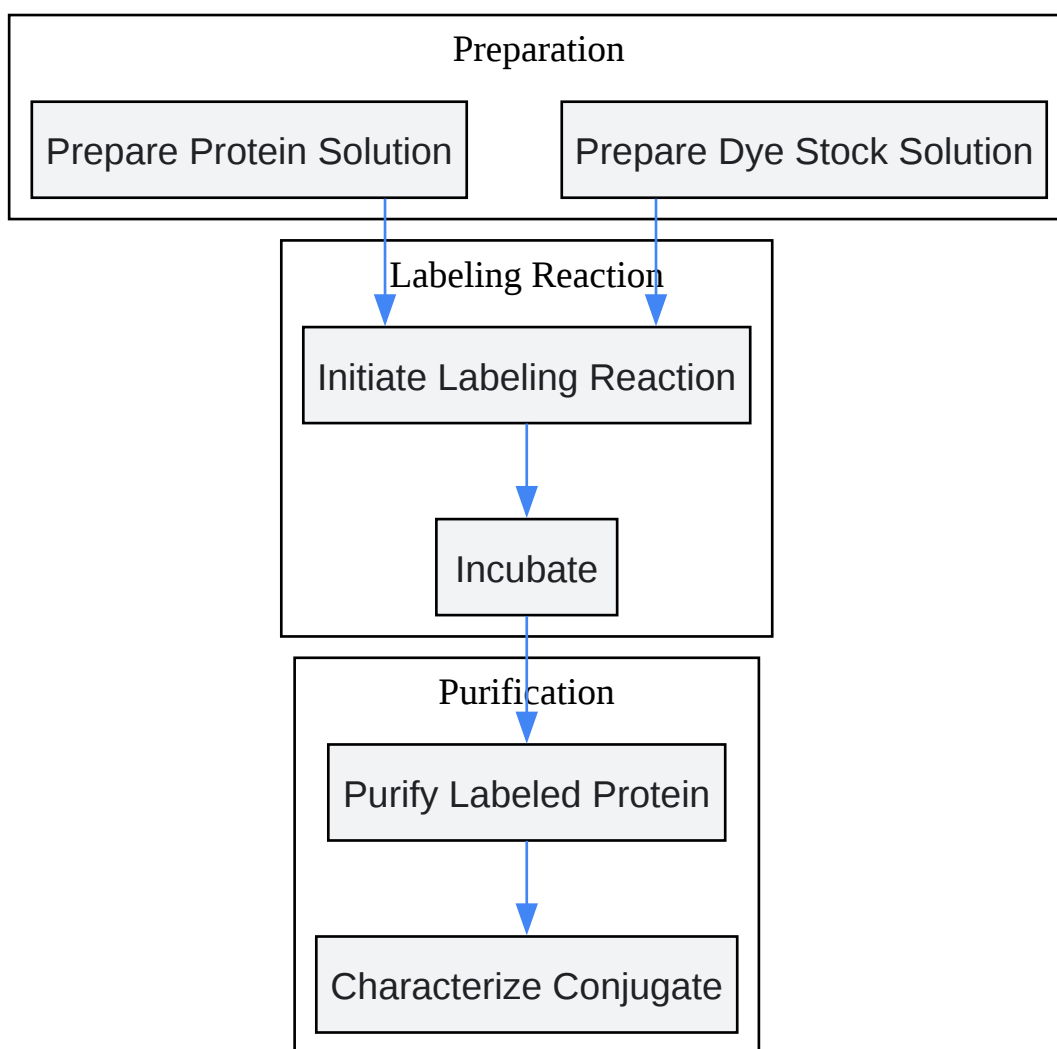 Preparation
Prepare Protein Solution
Prepare Dye Stock Solution
Labeling Reaction
Initiate Labeling Reaction
Incubate
Purification
Purify Labeled Protein
Characterize Conjugate